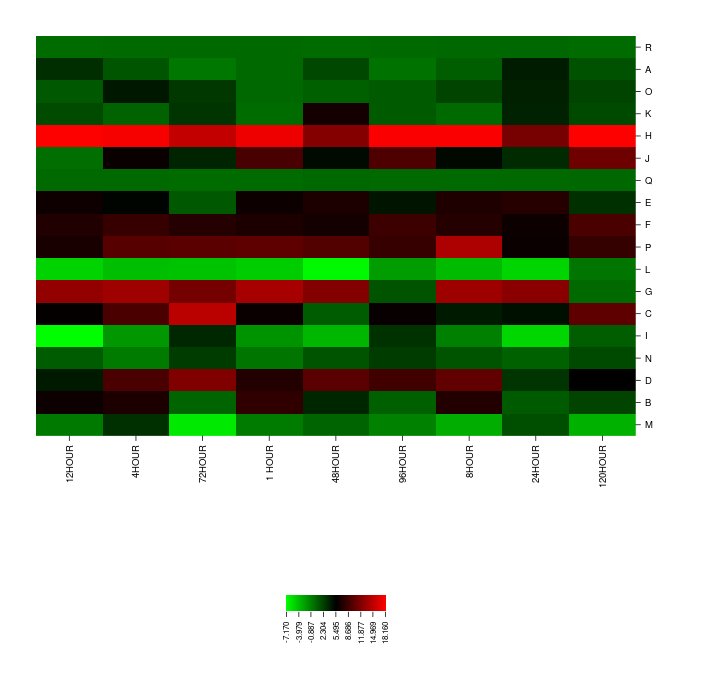 R
A
O
K
H
J
Q
E
F
P
L
G
C
I
N
D
B
M
12HOUR
4HOUR
72HOUR
1 HOUR
48HOUR
96HOUR
8HOUR
24HOUR
120HOUR
-7.170
-3.979
-0.887
2.304
5.495
8.686
11.877
14.969
18.160